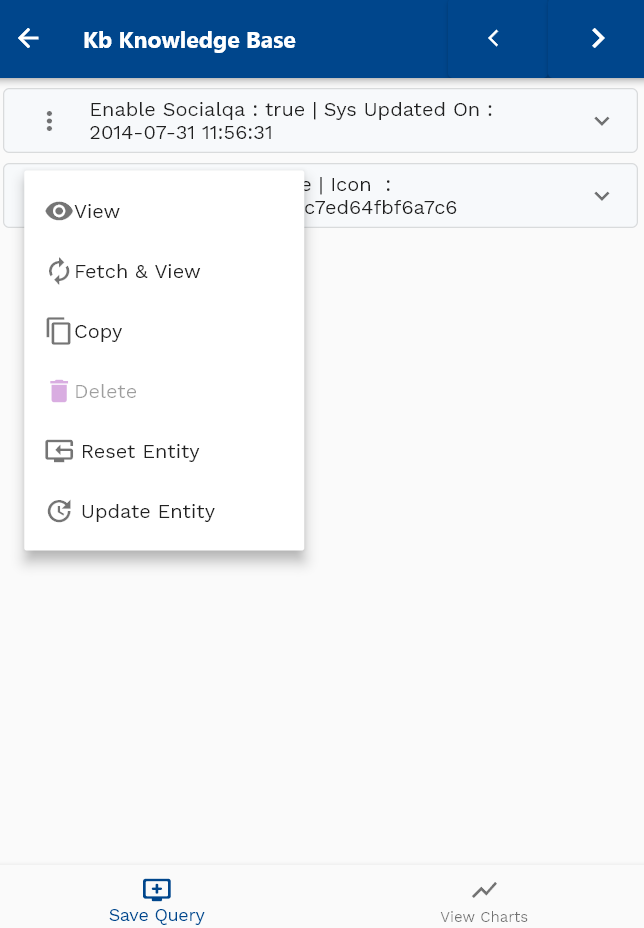 Kb Knowledge Base
Enable Socialqa : true | Sys Updated On :
2014-07-31 11:56:31
| Icon :
c7ed64fbf6a7c6
View
Fetch & View
Copy
Delete
Reset Entity
Update Entity
Save Query
View Charts